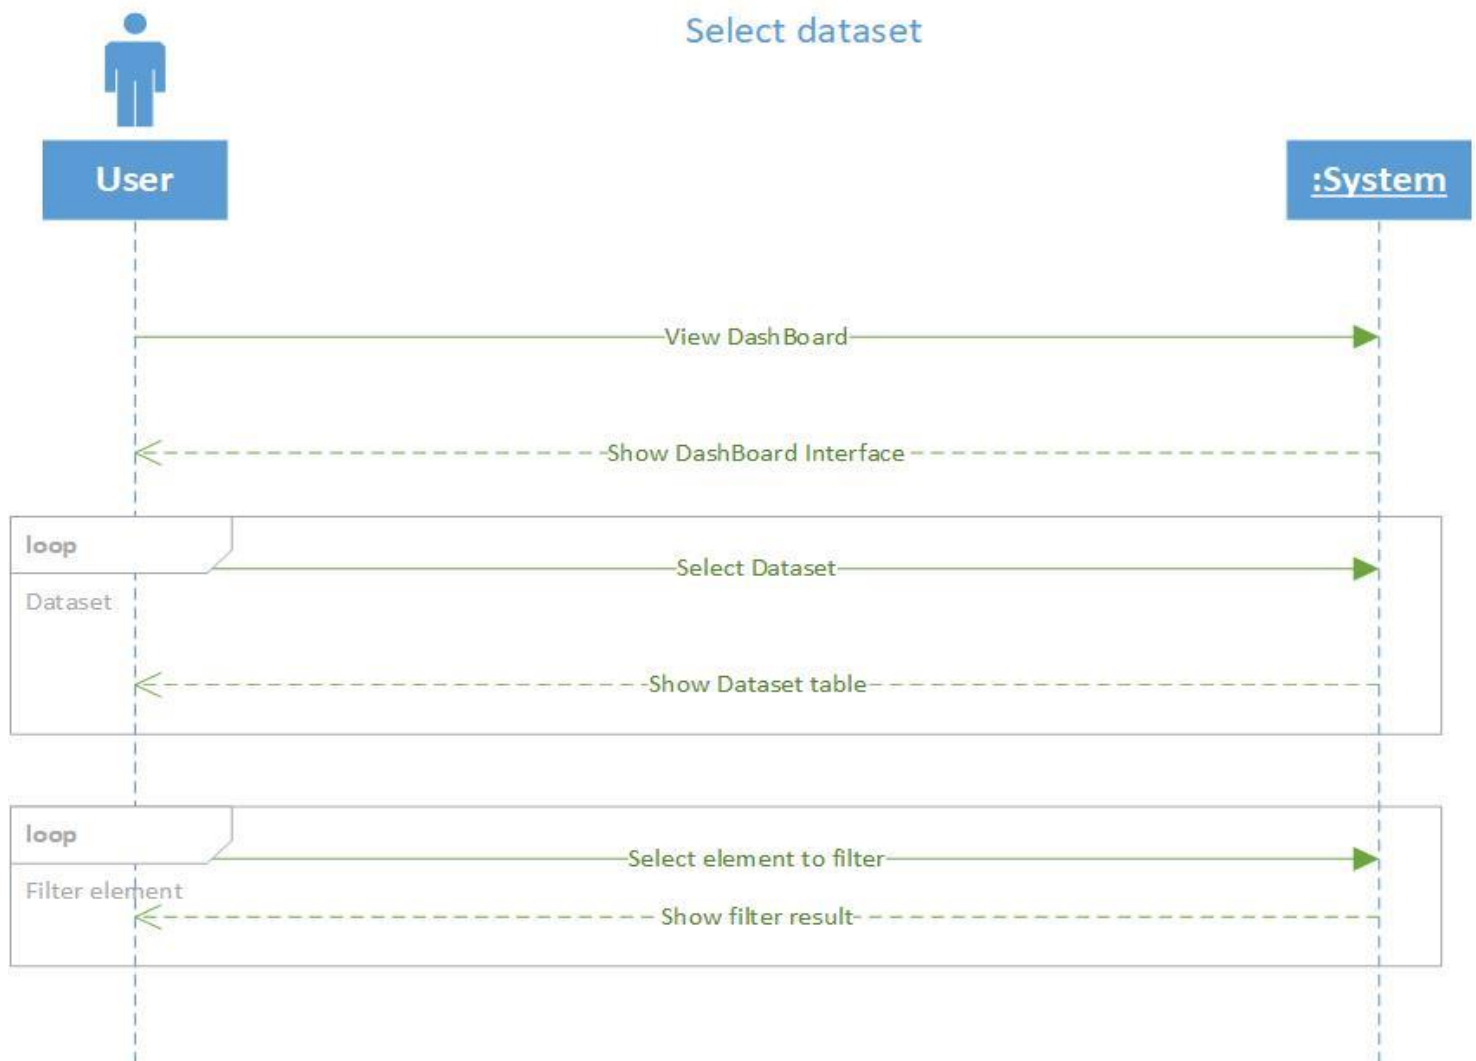 Select dataset
User
:System
View DashBoard
Show DashBoard Interface
loop
Select Dataset
Dataset
Show Dataset table
loop
Select element to filter
Filter element
Show filter result